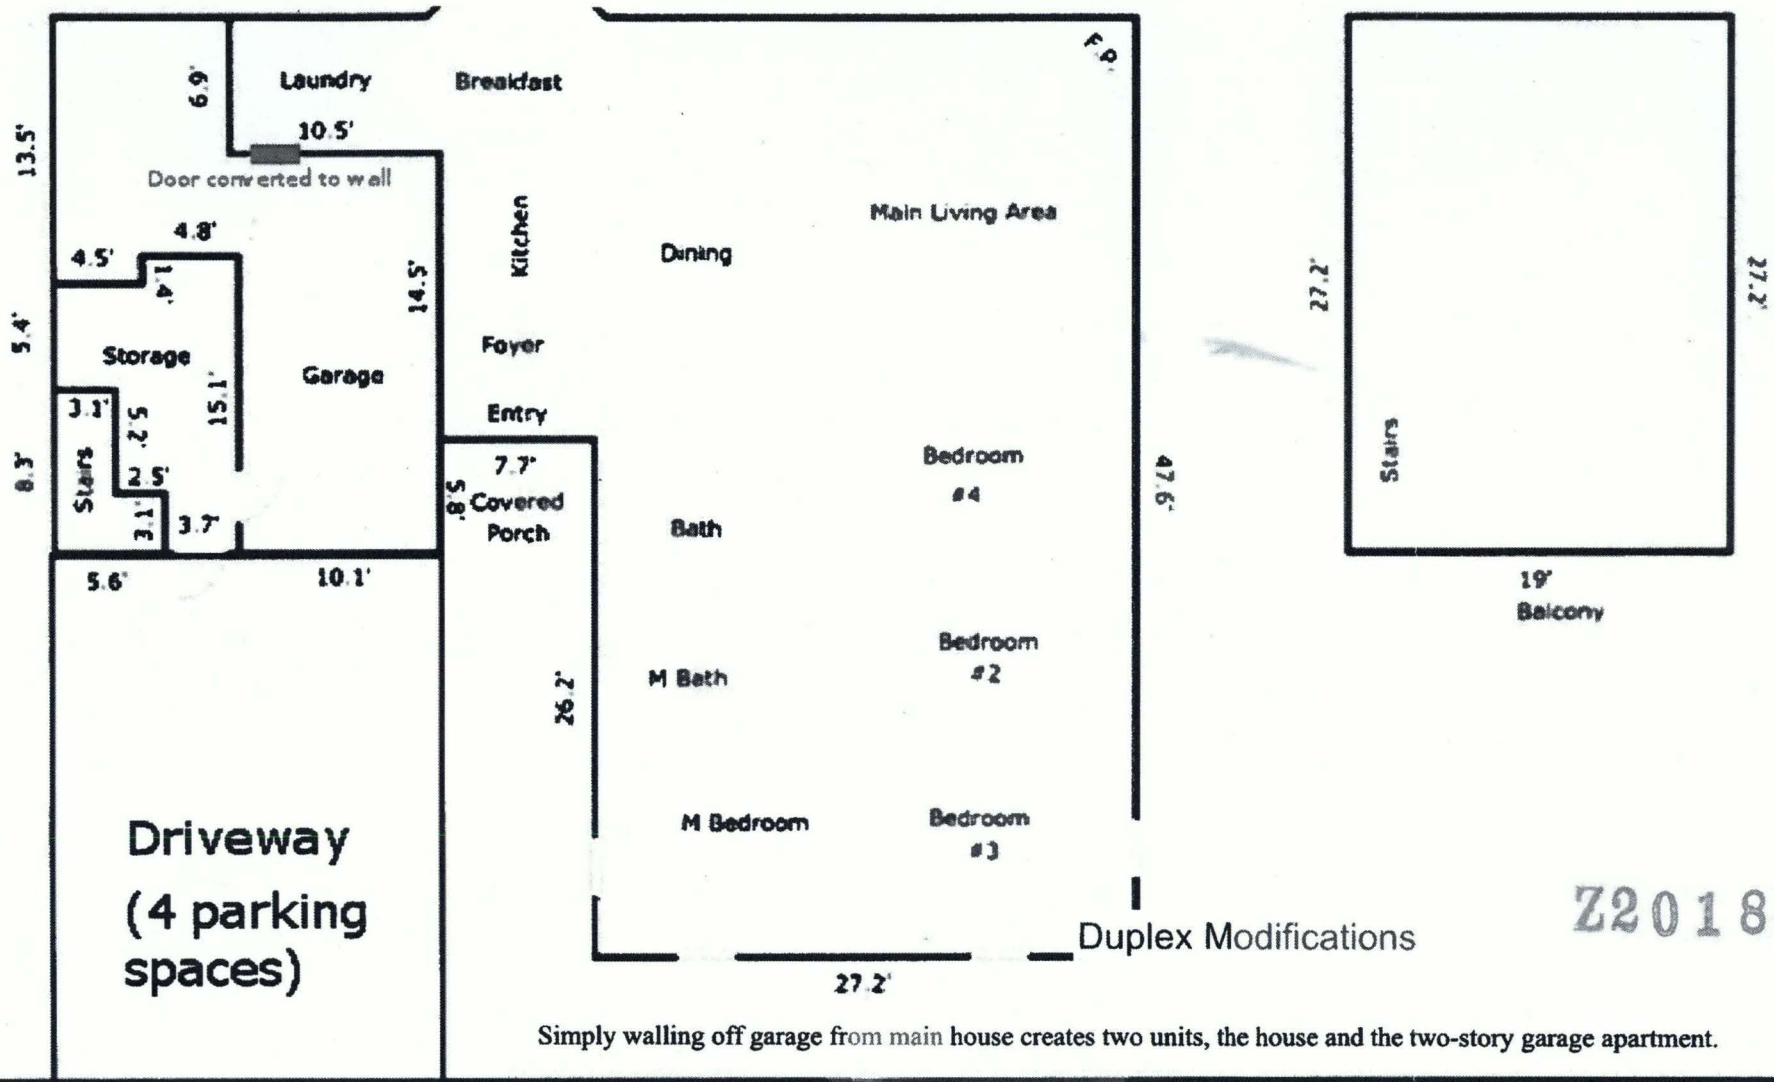 6.9'
Laundry
Breakfast
F.8'
10.5'
13.5'
Door converted to wall
4.8'
4.5'
1.4'
14.5'
Kitchen
Dining
Main Living Area
27.2'
27.2'
5.4'
Storage
Garage
Foyer
3.1'
5.2'
15.1'
Entry
8.3'
Stairs
2.5'
3.1'
3.7'
7.7'
5.8'
Covered
Porch
Bedroom
#4
47.6'
Stairs
Bath
5.6'
10.1'
19'
Balcony
26.2'
M Bath
Bedroom
#2
M Bedroom
Bedroom
#3
Driveway
(4 parking
spaces)
27.2'
Duplex Modifications
Z2018
Simply walling off garage from main house creates two units, the house and the two-story garage apartment.